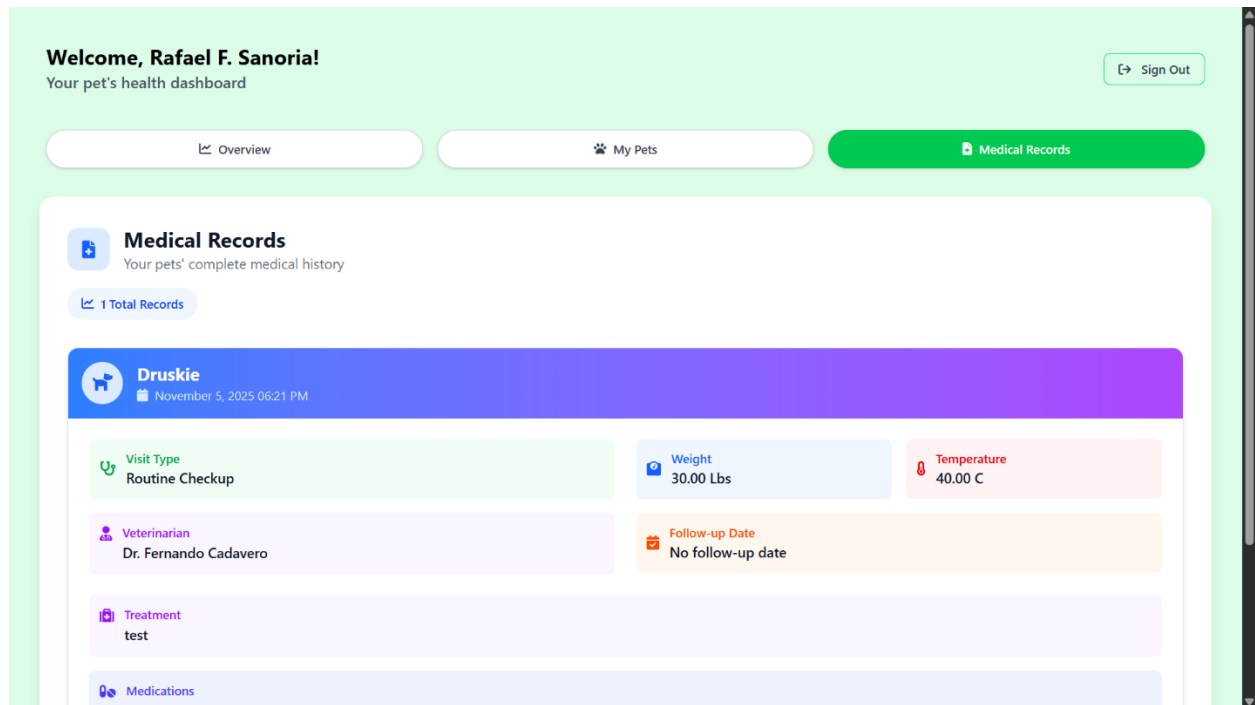 Welcome, Rafael F. Sanoria!
Your pet's health dashboard
Sign Out
Overview
My Pets
Medical Records
Medical Records
Your pets' complete medical history
1 Total Records
Druskie
November 5, 2025 06:21 PM
Visit Type
Routine Checkup
Weight
30.00 Lbs
Temperature
40.00 C
Veterinarian
Dr. Fernando Cadavero
Follow-up Date
No follow-up date
Treatment
test
Medications